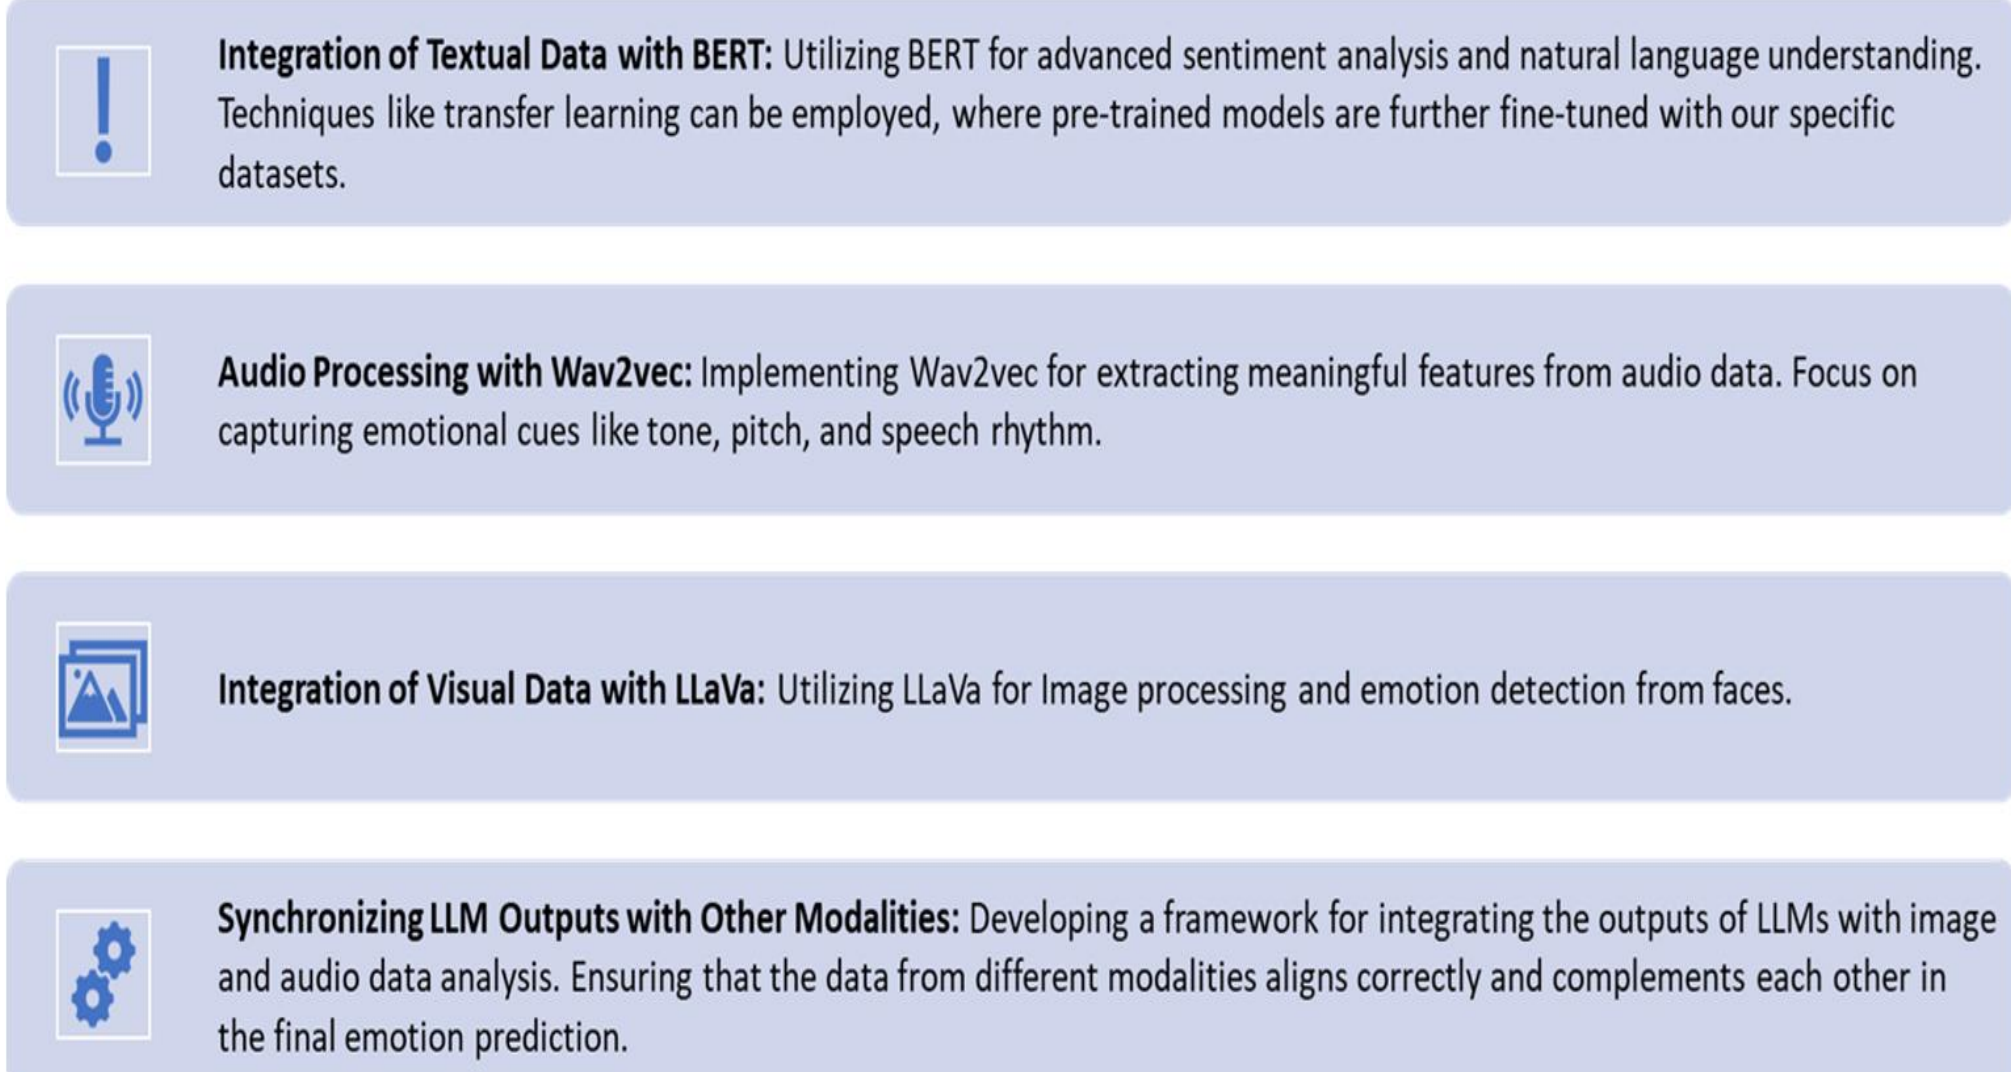 Integration of Textual Data with BERT: Utilizing BERT for advanced sentiment analysis and natural language understanding.
Techniques like transfer learning can be employed, where pre-trained models are further fine-tuned with our specific
datasets.
Audio Processing with Wav2vec: Implementing Wav2vec for extracting meaningful features from audio data. Focus on
capturing emotional cues like tone, pitch, and speech rhythm.
Integration of Visual Data with LLaVa: Utilizing LLaVa for Image processing and emotion detection from faces.
Synchronizing LLM Outputs with Other Modalities: Developing a framework for integrating the outputs of LLMs with image
and audio data analysis. Ensuring that the data from different modalities aligns correctly and complements each other in
the final emotion prediction.